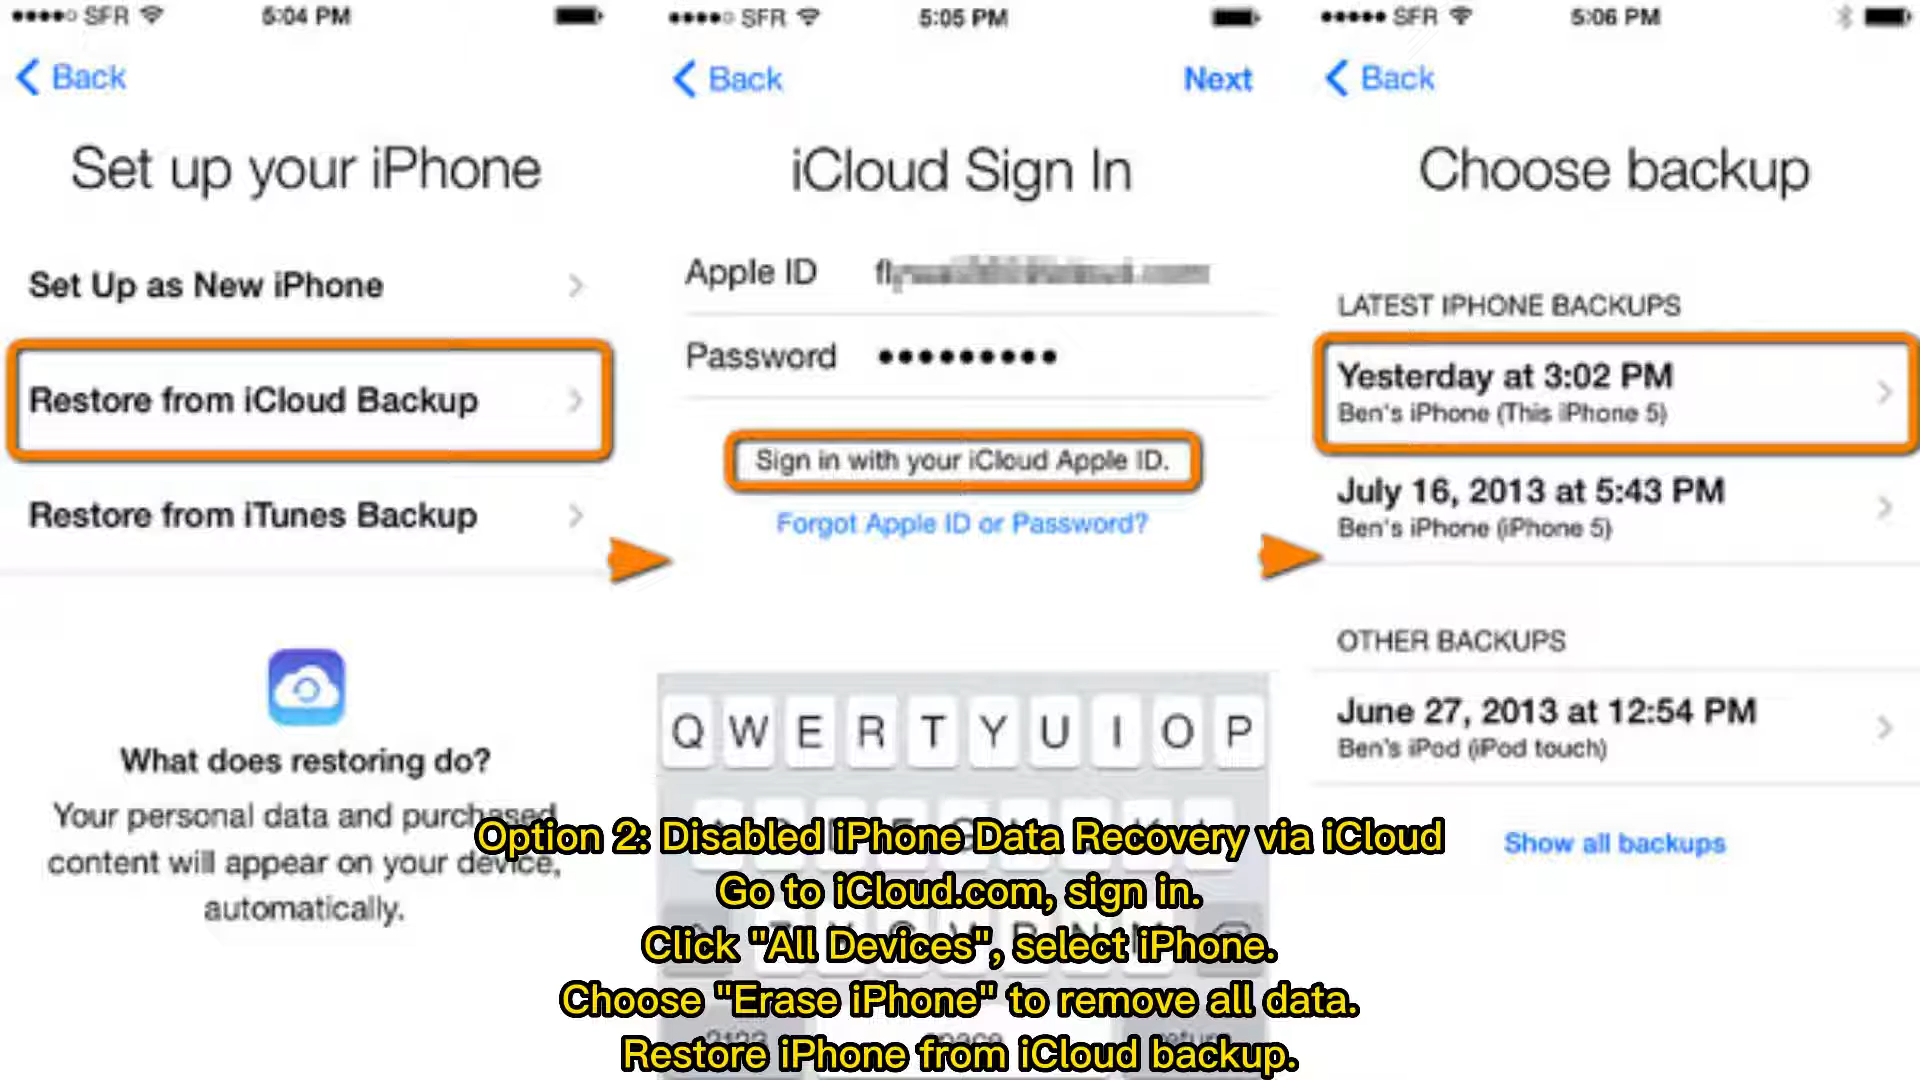 SFR 5:04 PM
Back
Set up your iPhone
Set Up as New iPhone
Restore from iCloud Backup
Restore from iTunes Backup
What does restoring do?
Your personal data and purchased
content will appear on your device,
automatically.
SFR 5:05 PM
Back Next
iCloud Sign In
Apple ID
Password
Sign in with your iCloud Apple ID.
Forgot Apple ID or Password?
Q W E R T Y U I O P
space
return
SFR 5:06 PM
Back
Choose backup
LATEST IPHONE BACKUPS
Yesterday at 3:02 PM
Ben's iPhone (This iPhone 5)
July 16, 2013 at 5:43 PM
Ben's iPhone (iPhone 5)
OTHER BACKUPS
June 27, 2013 at 12:54 PM
Ben's iPod (iPod touch)
Show all backups
Option 2: Disabled iPhone Data Recovery via iCloud
Go to iCloud.com, sign in.
Click "All Devices", select iPhone.
Choose "Erase iPhone" to remove all data.
Restore iPhone from iCloud backup.